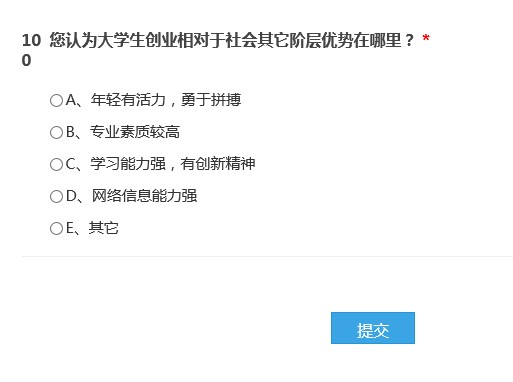 10 您认为大学生创业相对于社会其它阶层优势在哪里？ *
0
A、年轻有活力，勇于拼搏
B、专业素质较高
C、学习能力强，有创新精神
D、网络信息能力强
E、其它
提交